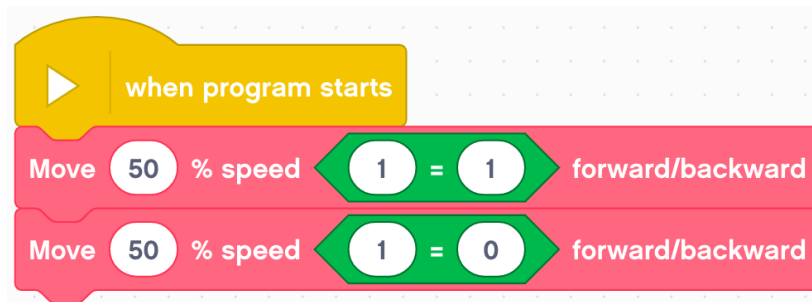 when program starts
Move 50 % speed 1 = 1 forward/backward
Move 50 % speed 1 = 0 forward/backward